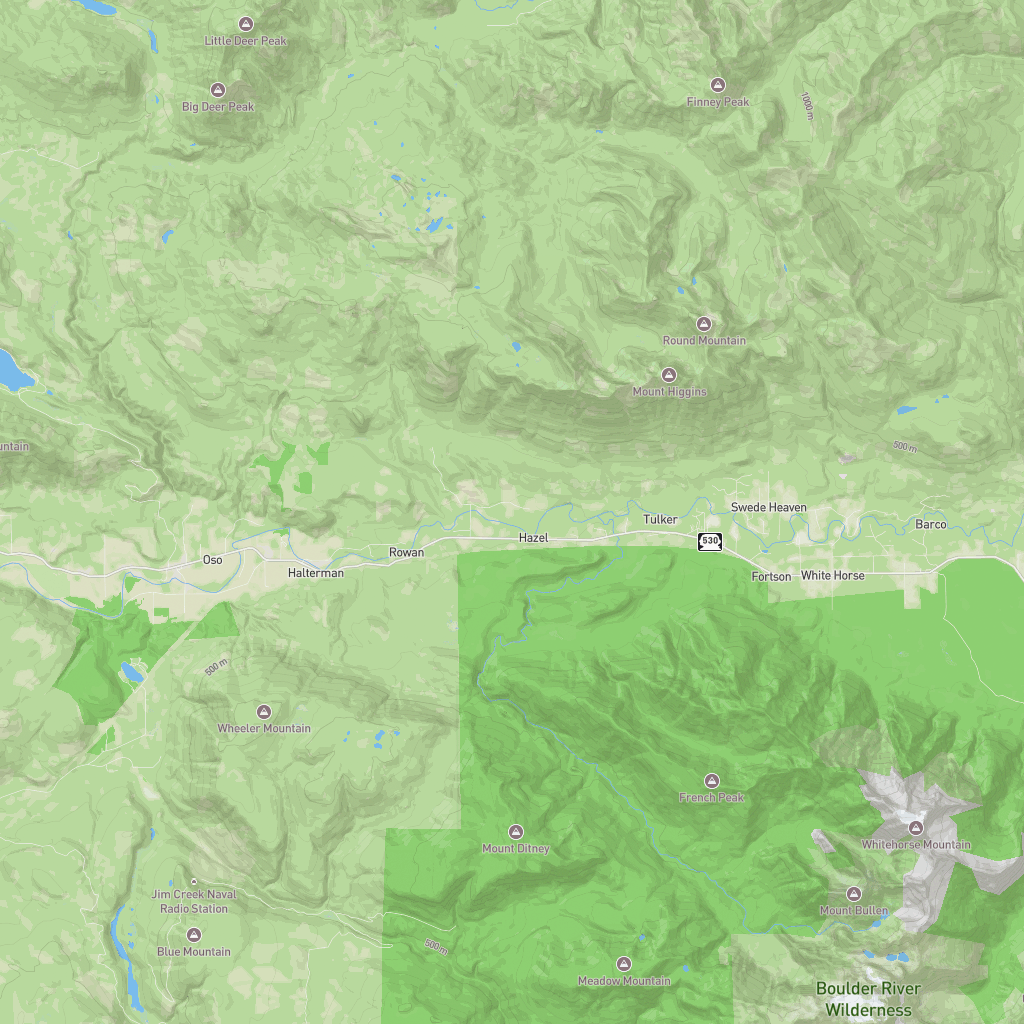 Little Deer Peak
Big Deer Peak
Finney Peak
1000 m
Round Mountain
Mount Higgins
untain
500 m
Swede Heaven
Tulker
Barco
530
Hazel
Rowan
Oso
Halterman
Fortson
White Horse
500 m
Wheeler Mountain
French Peak
Mount Ditney
Whitehorse Mountain
Jim Creek Naval
Radio Station
Mount Bullen
Blue Mountain
500 m
Meadow Mountain
Boulder River
Wilderness